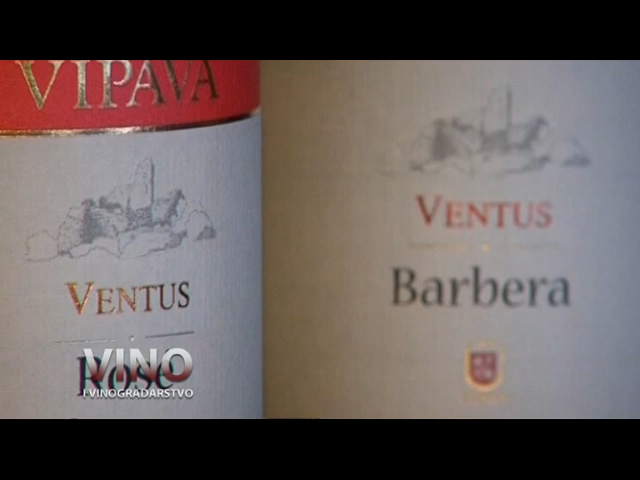 VIPAVA
VENTUS
Rosé
VENTUS
Barbera
VINO
I VINOGRADARSTVO